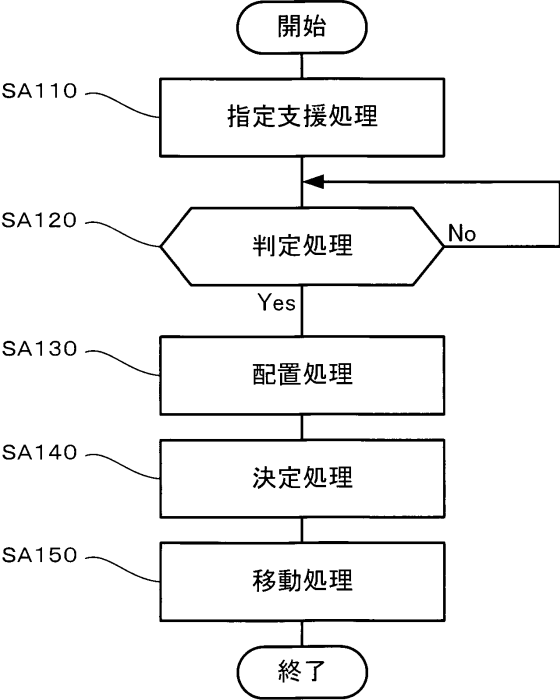 開始
SA110
指定支援処理
SA120
判定処理
No
Yes
SA130
配置処理
SA140
決定処理
SA150
移動処理
終了